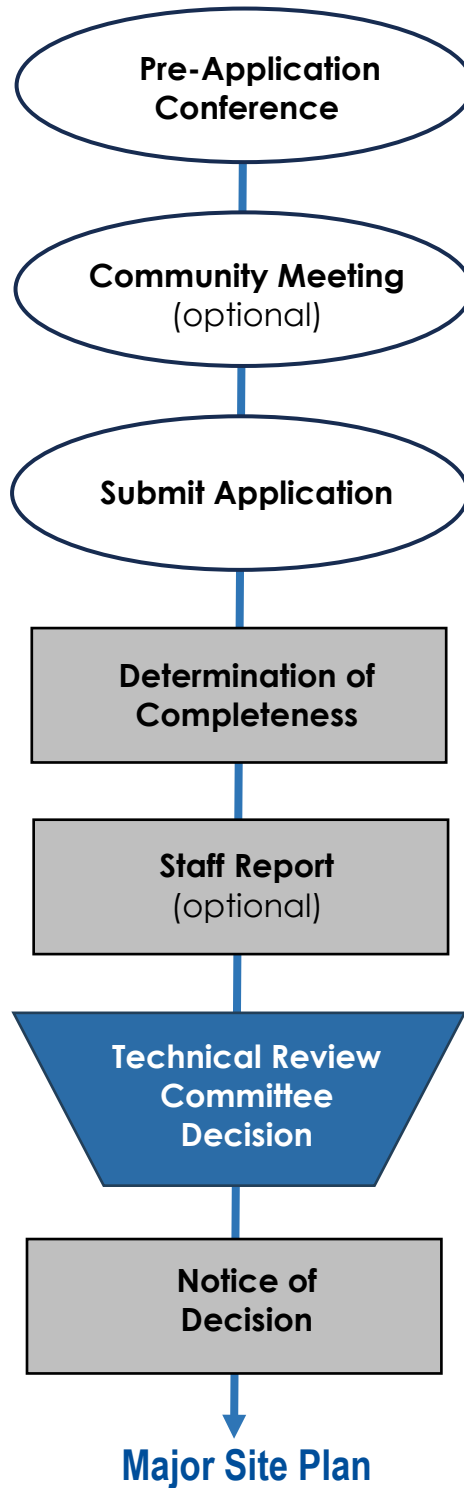 Pre-Application
Conference
Community Meeting
(optional)
Submit Application
Determination of
Completeness
Staff Report
(optional)
Technical Review
Committee
Decision
Notice of
Decision
Major Site Plan